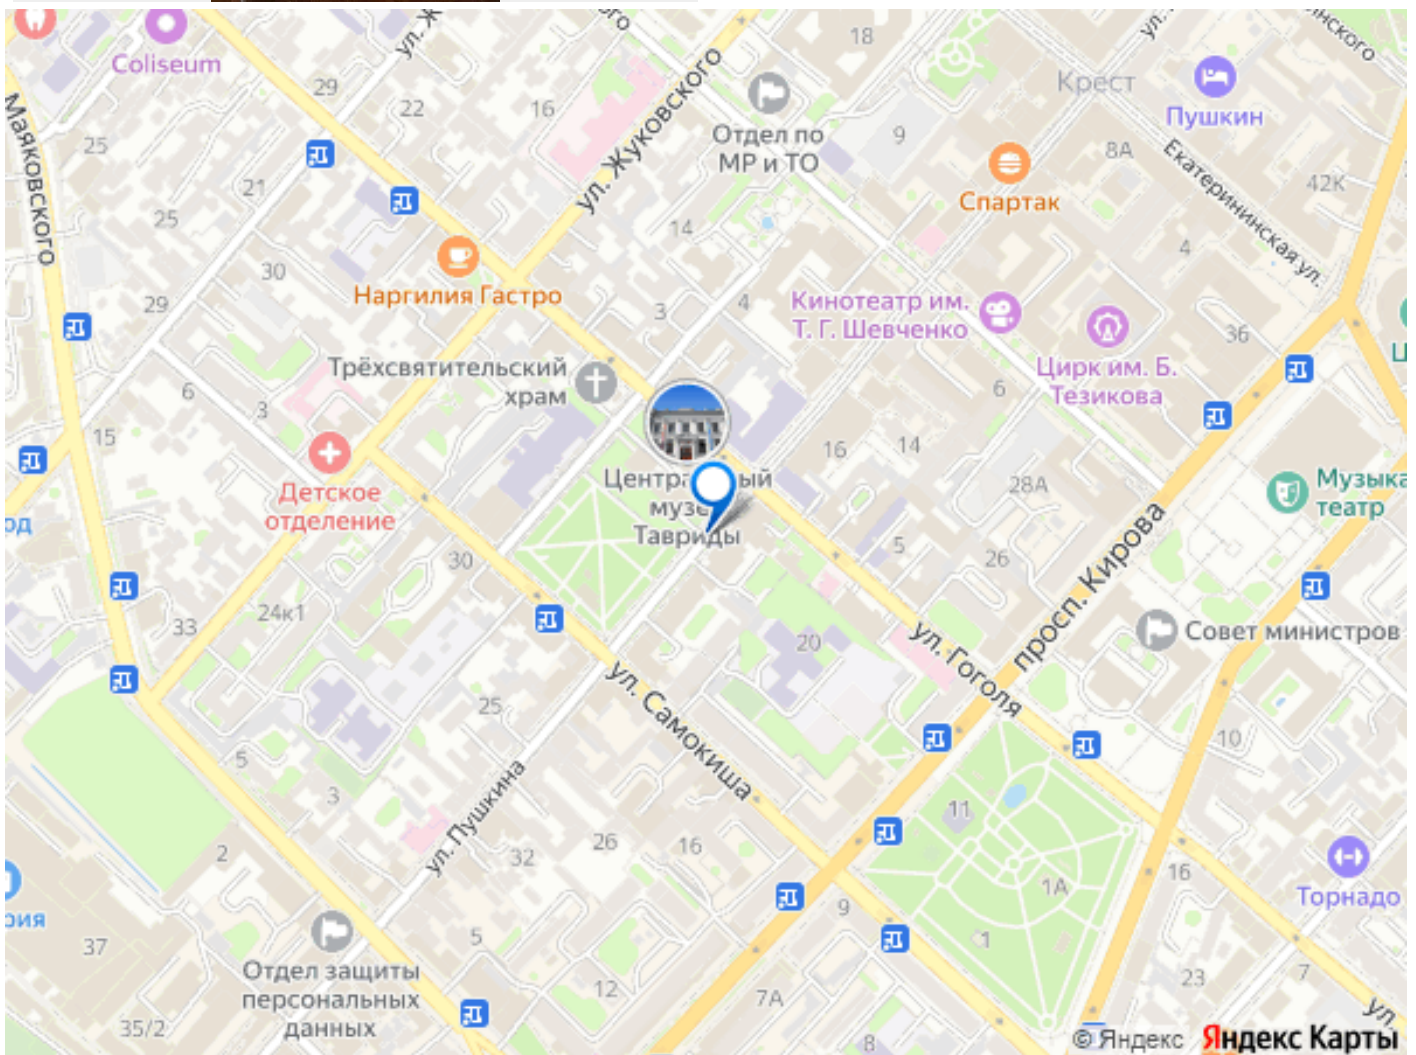 Coliseum
29
22
16
18
25
21
25
30
29
ул. Жуковского
Отдел по
МР и ТО
9
Крест
Пушкин
8А
Спартак
Екатерининская ул.
42К
4
14
3
4
Маяковского
Наргилия Гастро
Кинотеатр им.
Т. Г. Шевченко
36
Цирк им. Б.
Тезикова
Трёхсвятительский
храм
6
3
15
6
16
14
28А
Детское
отделение
Тавриды
Музыка
театр
просп. Кирова
5
26
30
24к1
33
20
ул. Гоголя
Совет министров
ул. Самокиша
25
10
5
3
ул. Пушкина
2
32
26
16
11
1А
16
Торнадо
9
1
37
Отдел защиты
персональных
данных
5
12
7А
23
7
35/2
8
ул.
© Яндекс
Яндекс Карты